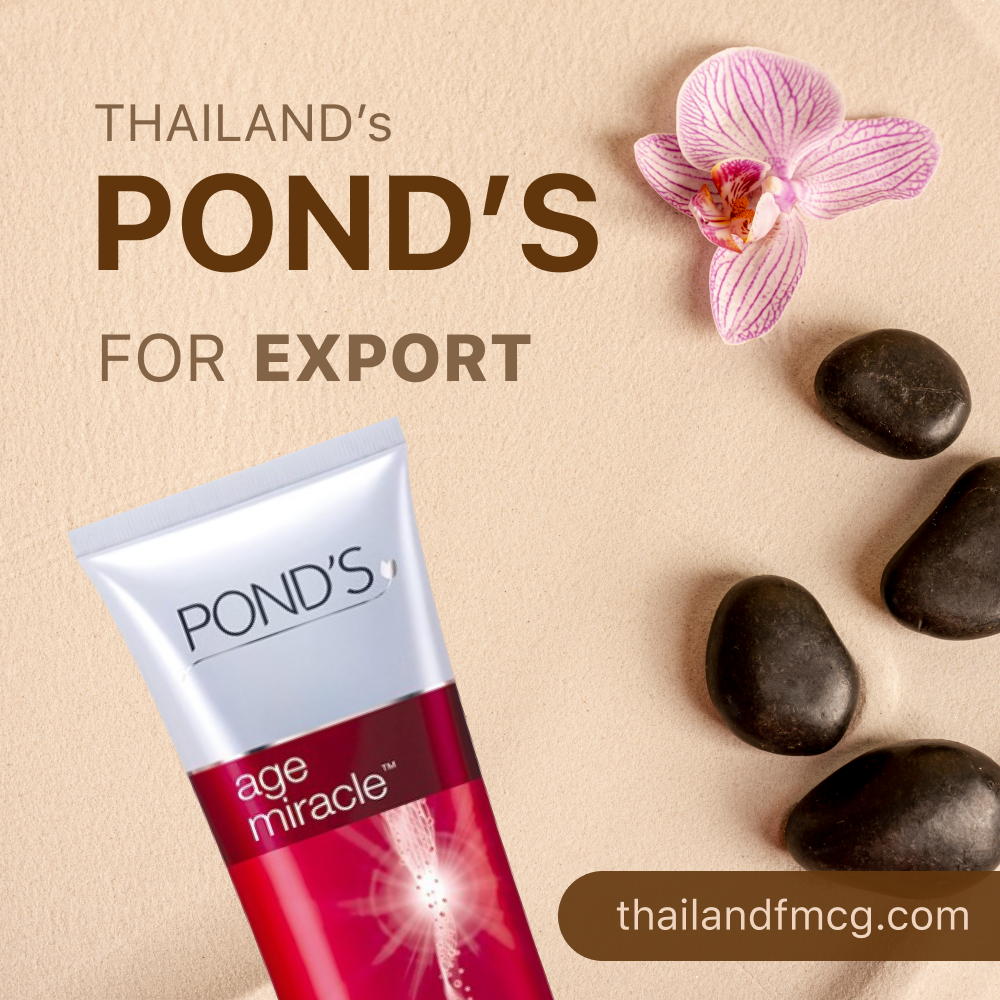 THAILAND’s
POND’S
FOR EXPORT
POND’S
age
miracle™
thailandfmcg.com